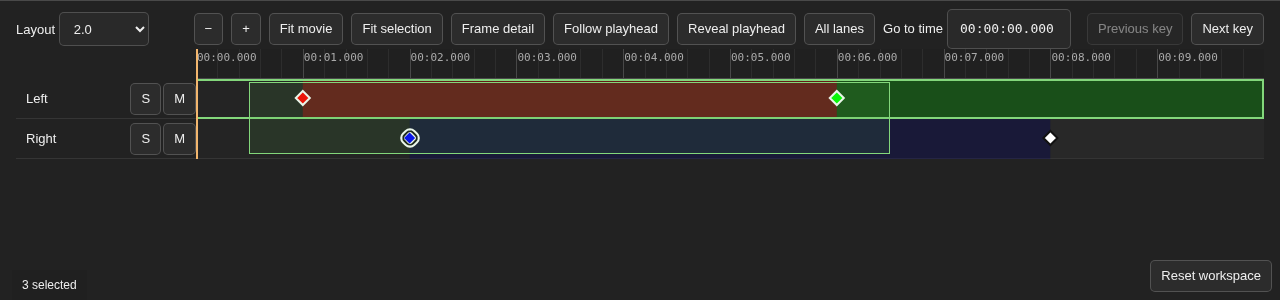 Layout 2.0 − + Fit movie Fit selection Frame detail Follow playhead Reveal playhead All lanes Go to time 00:00:00.000 Previous key Next key
00:00.000 00:01.000 00:02.000 00:03.000 00:04.000 00:05.000 00:06.000 00:07.000 00:08.000 00:09.000
Left S M
Right S M
Reset workspace
3 selected